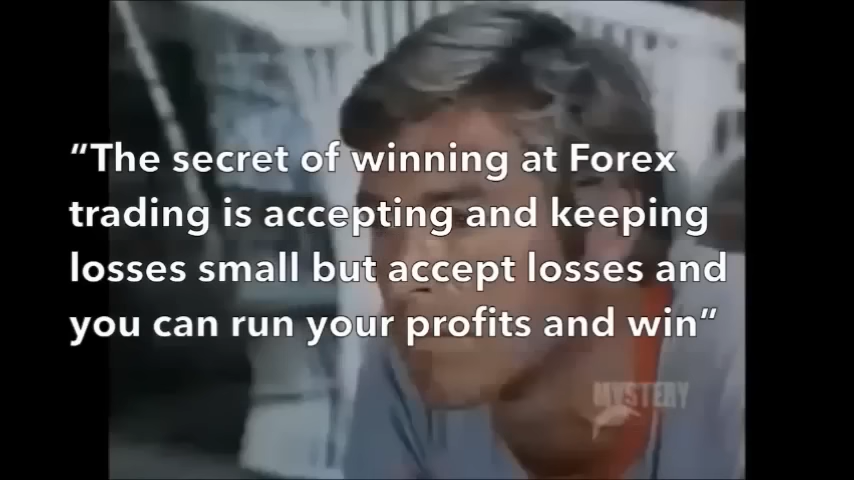 “The secret of winning at Forex
trading is accepting and keeping
losses small but accept losses and
you can run your profits and win”
MYSTERY